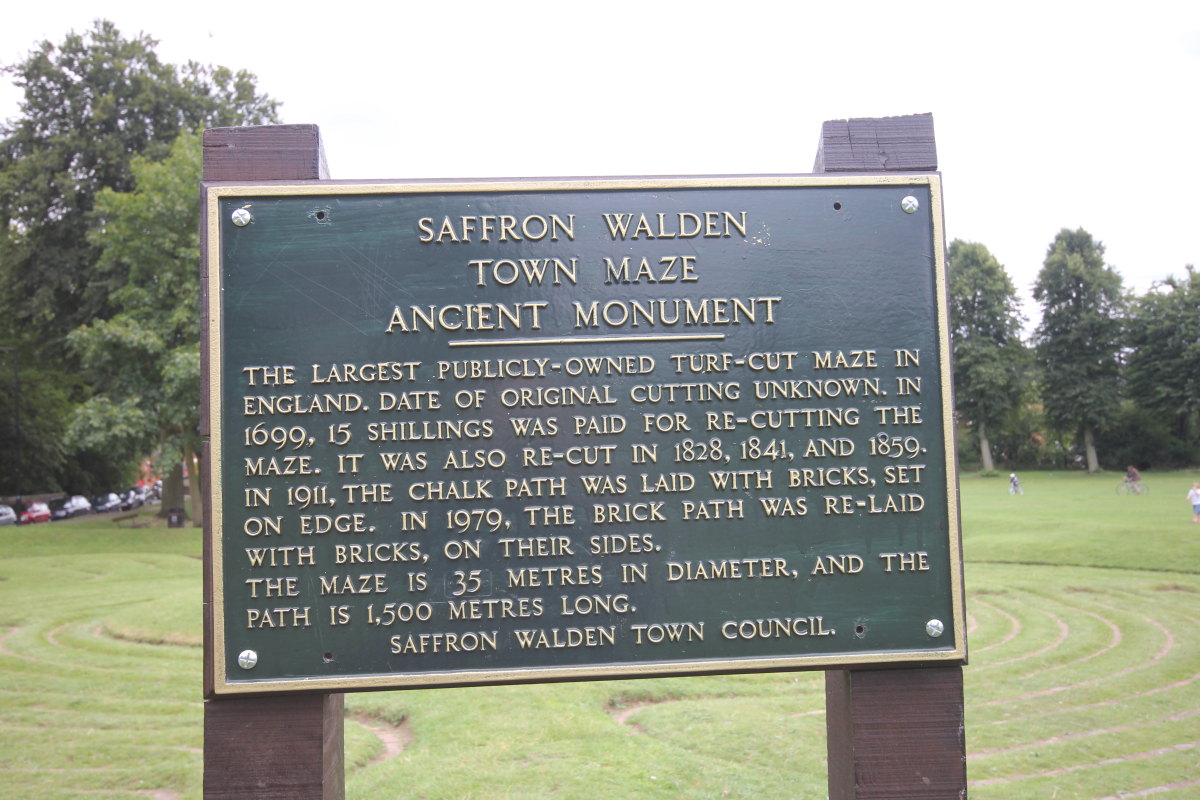 SAFFRON WALDEN
TOWN MAZE
ANCIENT MONUMENT
THE LARGEST PUBLICLY-OWNED TURF-CUT MAZE IN
ENGLAND. DATE OF ORIGINAL CUTTING UNKNOWN. IN
1699, 15 SHILLINGS WAS PAID FOR RE-CUTTING THE
MAZE. IT WAS ALSO RE-CUT IN 1828, 1841, AND 1859.
IN 1911, THE CHALK PATH WAS LAID WITH BRICKS, SET
ON EDGE. IN 1979, THE BRICK PATH WAS RE-LAID
WITH BRICKS, ON THEIR SIDES.
THE MAZE IS 35 METRES IN DIAMETER, AND THE
PATH IS 1,500 METRES LONG.
SAFFRON WALDEN TOWN COUNCIL.